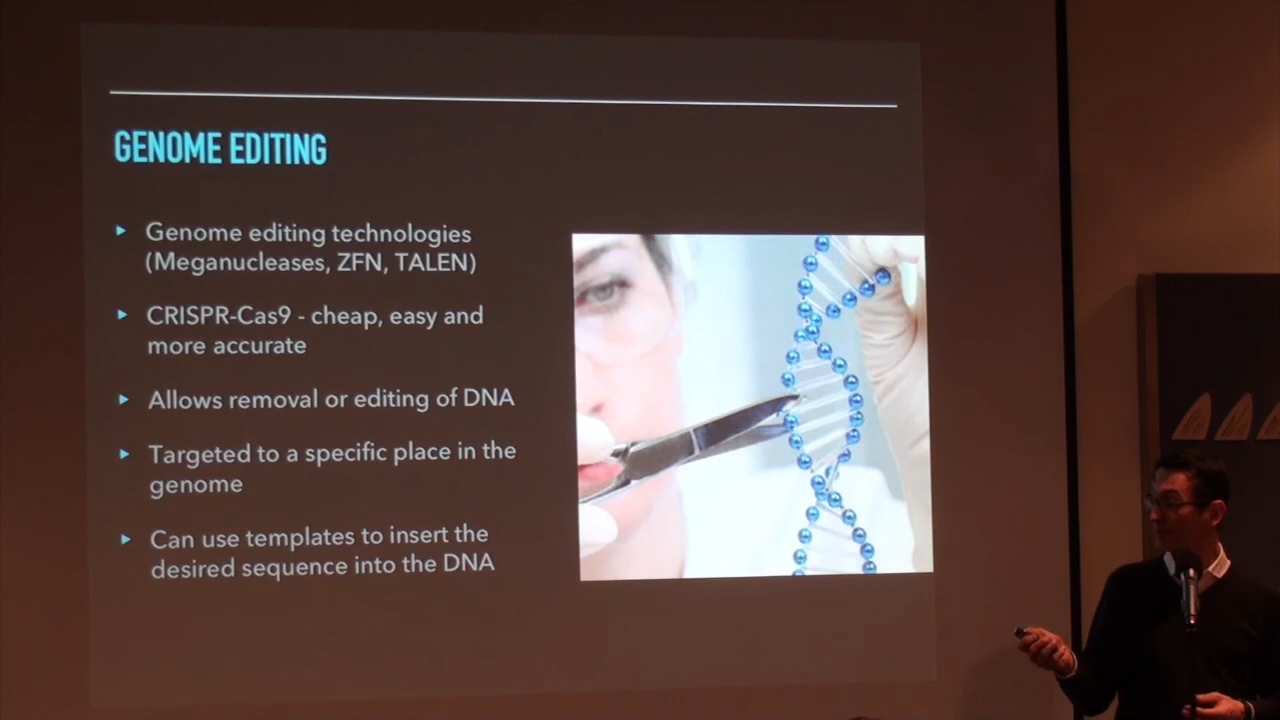 GENOME EDITING
Genome editing technologies
(Meganucleases, ZFN, TALEN)
CRISPR-Cas9 - cheap, easy and
more accurate
Allows removal or editing of DNA
Targeted to a specific place in the
genome
Can use templates to insert the
desired sequence into the DNA